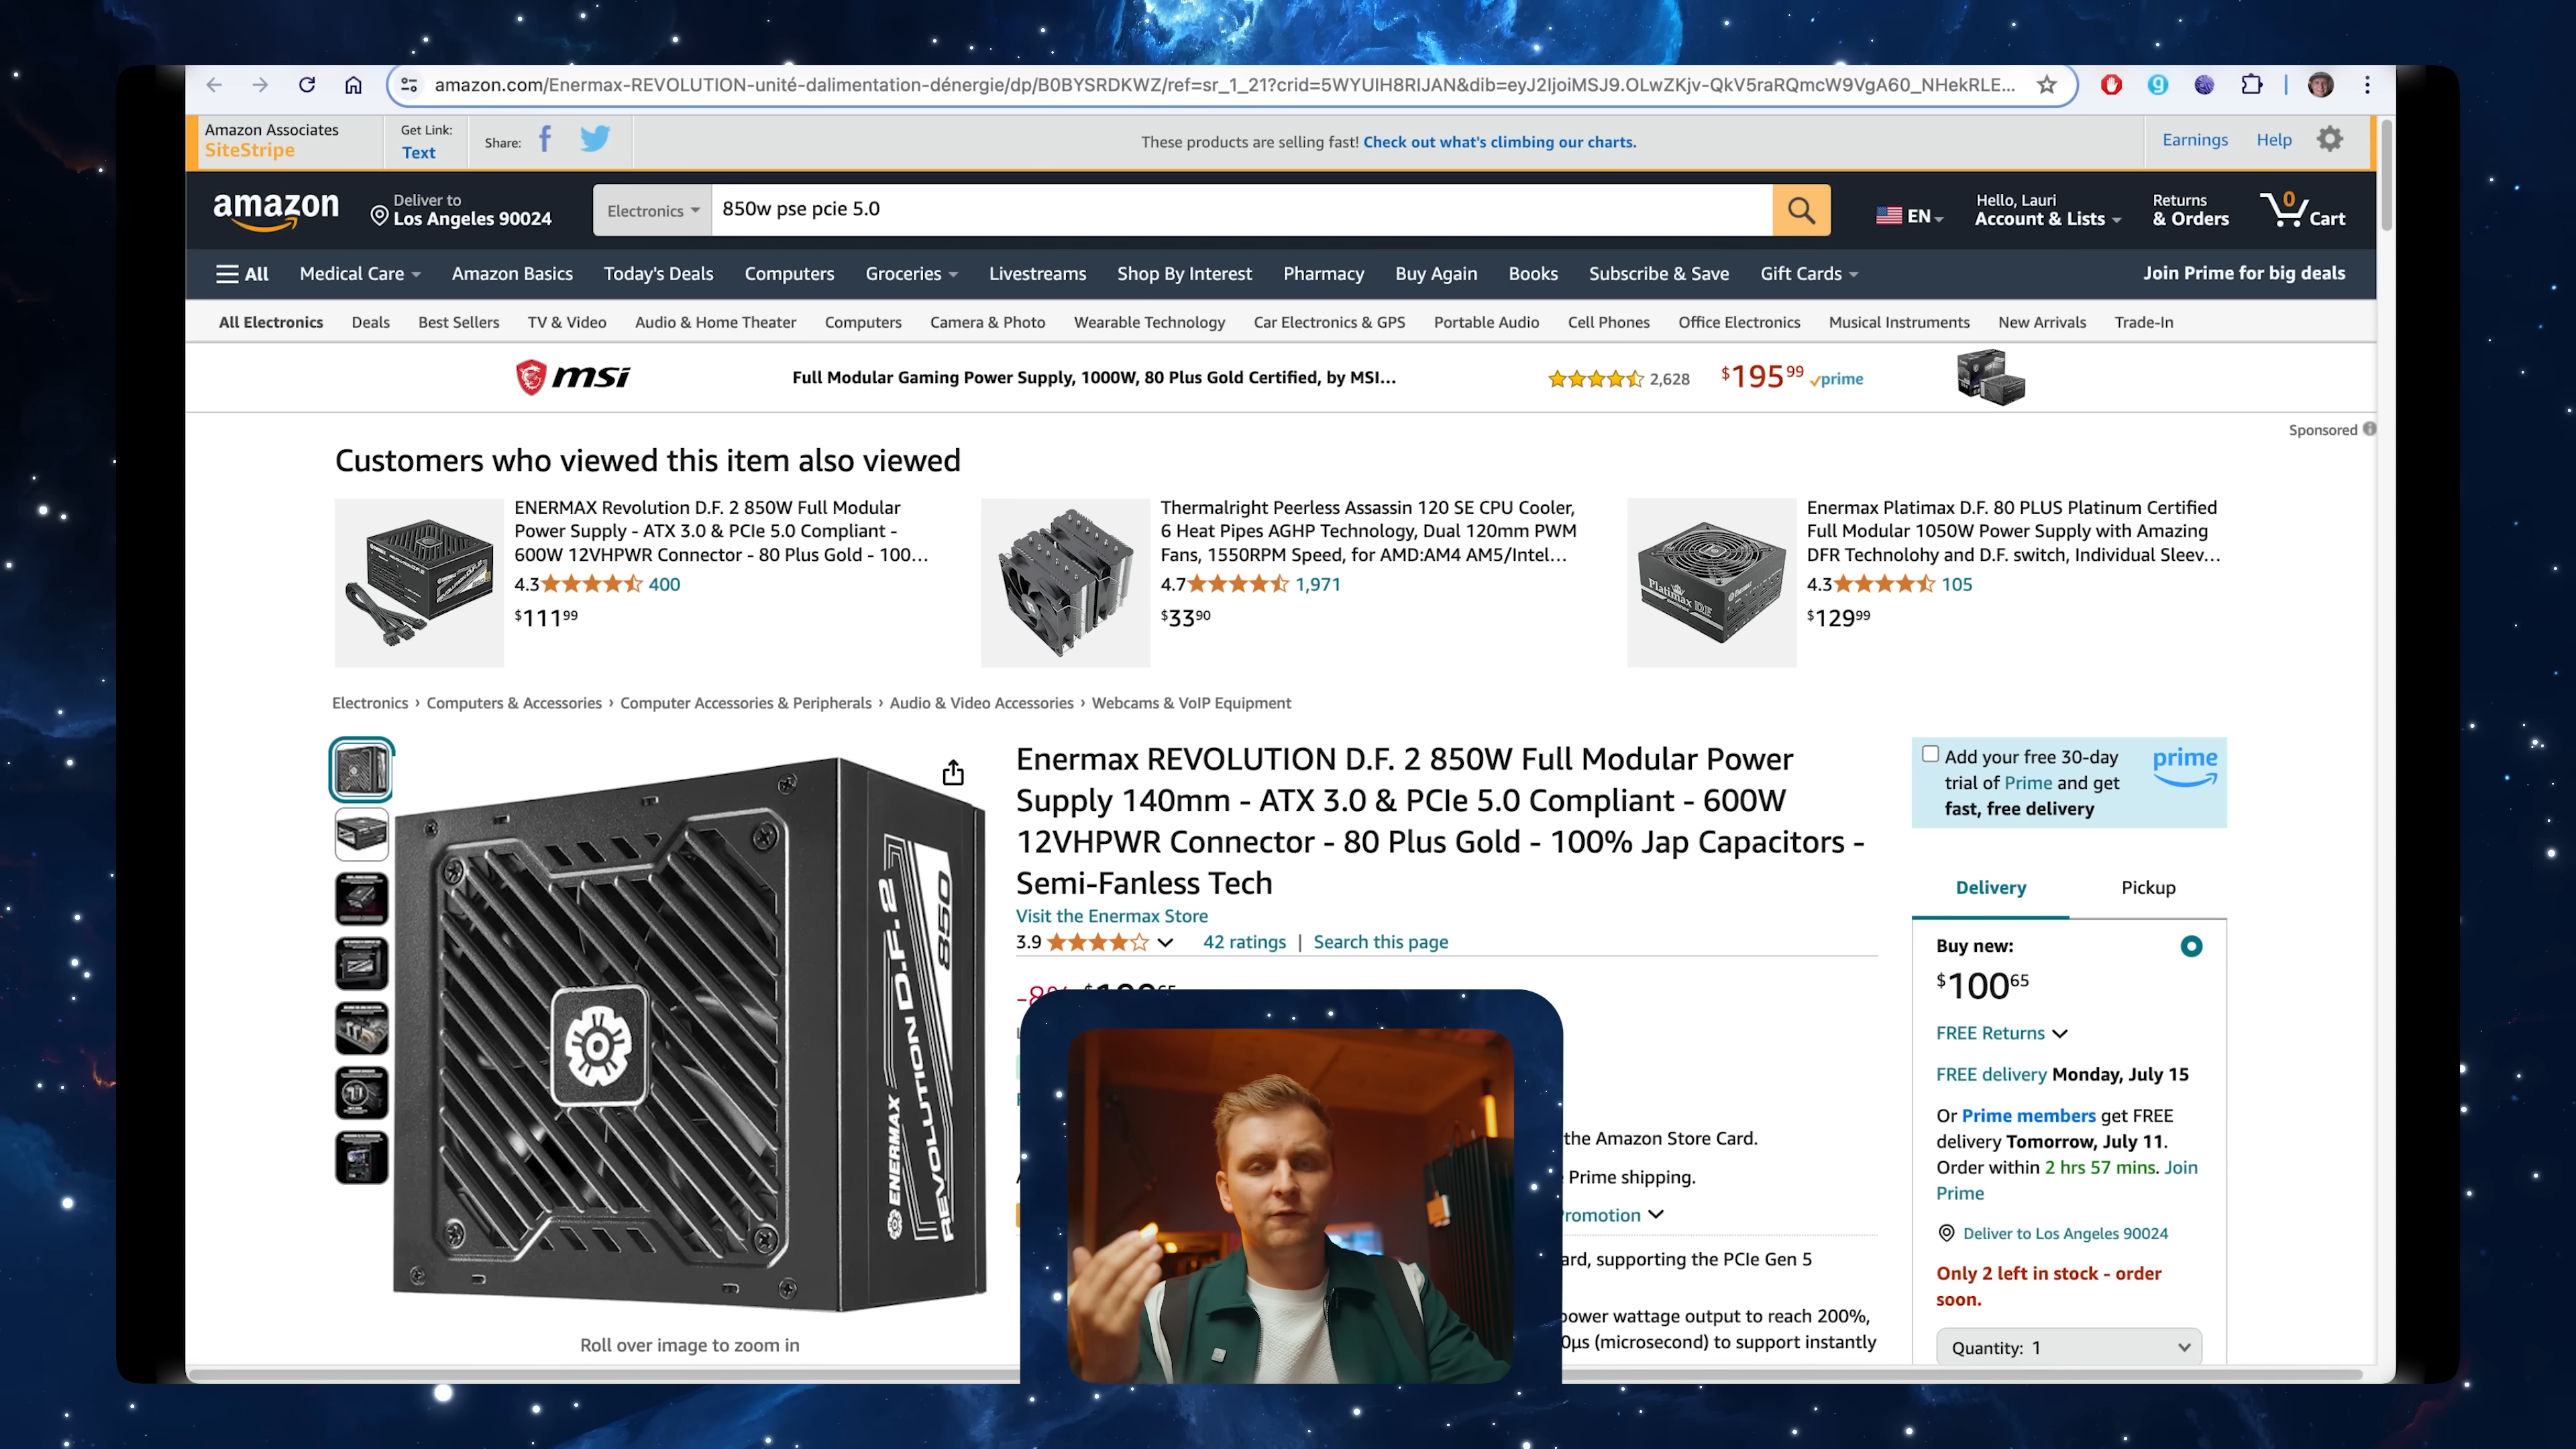 amazon.com/Enermax-REVOLUTION-unité-dalimentation-dénergie/dp/B0BYSRDKWZ/ref=sr_1_21?crid=5WYUIH8RIJAN&dib=eyJ2IjoiMSJ9.OLwZKjv-QkV5raRQmcW9VgA60_NHekRLE...
Amazon Associates
SiteStripe
Get Link:
Text
Share:
These products are selling fast! Check out what's climbing our charts.
Earnings
Help
amazon
Deliver to
Los Angeles 90024
Electronics
850w pse pcie 5.0
EN
Hello, Lauri
Account & Lists
Returns
& Orders
0
Cart
All
Medical Care
Amazon Basics
Today's Deals
Computers
Groceries
Livestreams
Shop By Interest
Pharmacy
Buy Again
Books
Subscribe & Save
Gift Cards
Join Prime for big deals
All Electronics
Deals
Best Sellers
TV & Video
Audio & Home Theater
Computers
Camera & Photo
Wearable Technology
Car Electronics & GPS
Portable Audio
Cell Phones
Office Electronics
Musical Instruments
New Arrivals
Trade-In
msi
Full Modular Gaming Power Supply, 1000W, 80 Plus Gold Certified, by MSI...
2,628
$195 99
prime
Sponsored
Customers who viewed this item also viewed
ENERMAX Revolution D.F. 2 850W Full Modular
Power Supply - ATX 3.0 & PCIe 5.0 Compliant -
600W 12VHPWR Connector - 80 Plus Gold - 100...
4.3 400
$111 99
Thermalright Peerless Assassin 120 SE CPU Cooler,
6 Heat Pipes AGHP Technology, Dual 120mm PWM
Fans, 1550RPM Speed, for AMD:AM4 AM5/Intel...
4.7 1,971
$33 90
Platimax DF
Enermax Platimax D.F. 80 PLUS Platinum Certified
Full Modular 1050W Power Supply with Amazing
DFR Technolohy and D.F. switch, Individual Sleev...
4.3 105
$129 99
Electronics › Computers & Accessories › Computer Accessories & Peripherals › Audio & Video Accessories › Webcams & VoIP Equipment
ENERMAX
REVOLUTION D.F. 2
850
Roll over image to zoom in
Enermax REVOLUTION D.F. 2 850W Full Modular Power
Supply 140mm - ATX 3.0 & PCIe 5.0 Compliant - 600W
12VHPWR Connector - 80 Plus Gold - 100% Jap Capacitors -
Semi-Fanless Tech
Visit the Enermax Store
3.9
42 ratings | Search this page
the Amazon Store Card.
Prime shipping.
romotion
ard, supporting the PCIe Gen 5
power wattage output to reach 200%,
0µs (microsecond) to support instantly
Add your free 30-day
trial of Prime and get
fast, free delivery
prime
Delivery
Pickup
Buy new:
$100 65
FREE Returns
FREE delivery Monday, July 15
Or Prime members get FREE
delivery Tomorrow, July 11.
Order within 2 hrs 57 mins. Join
Prime
Deliver to Los Angeles 90024
Only 2 left in stock - order
soon.
Quantity: 1